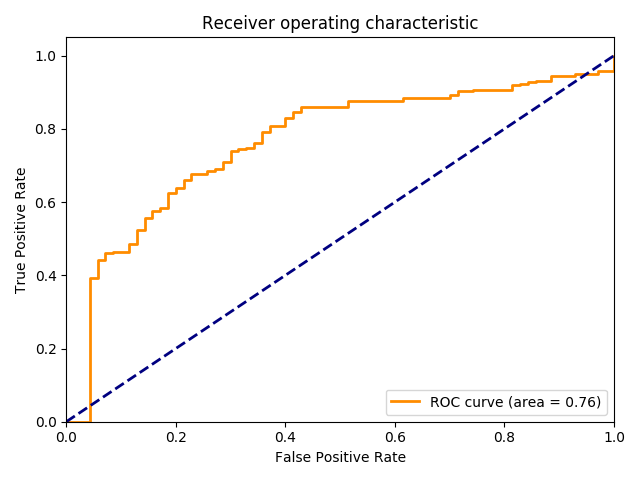 Receiver operating characteristic
1.0
0.8
0.6
0.4
0.2
0.0
True Positive Rate
ROC curve (area = 0.76)
0.0 0.2 0.4 0.6 0.8 1.0
False Positive Rate